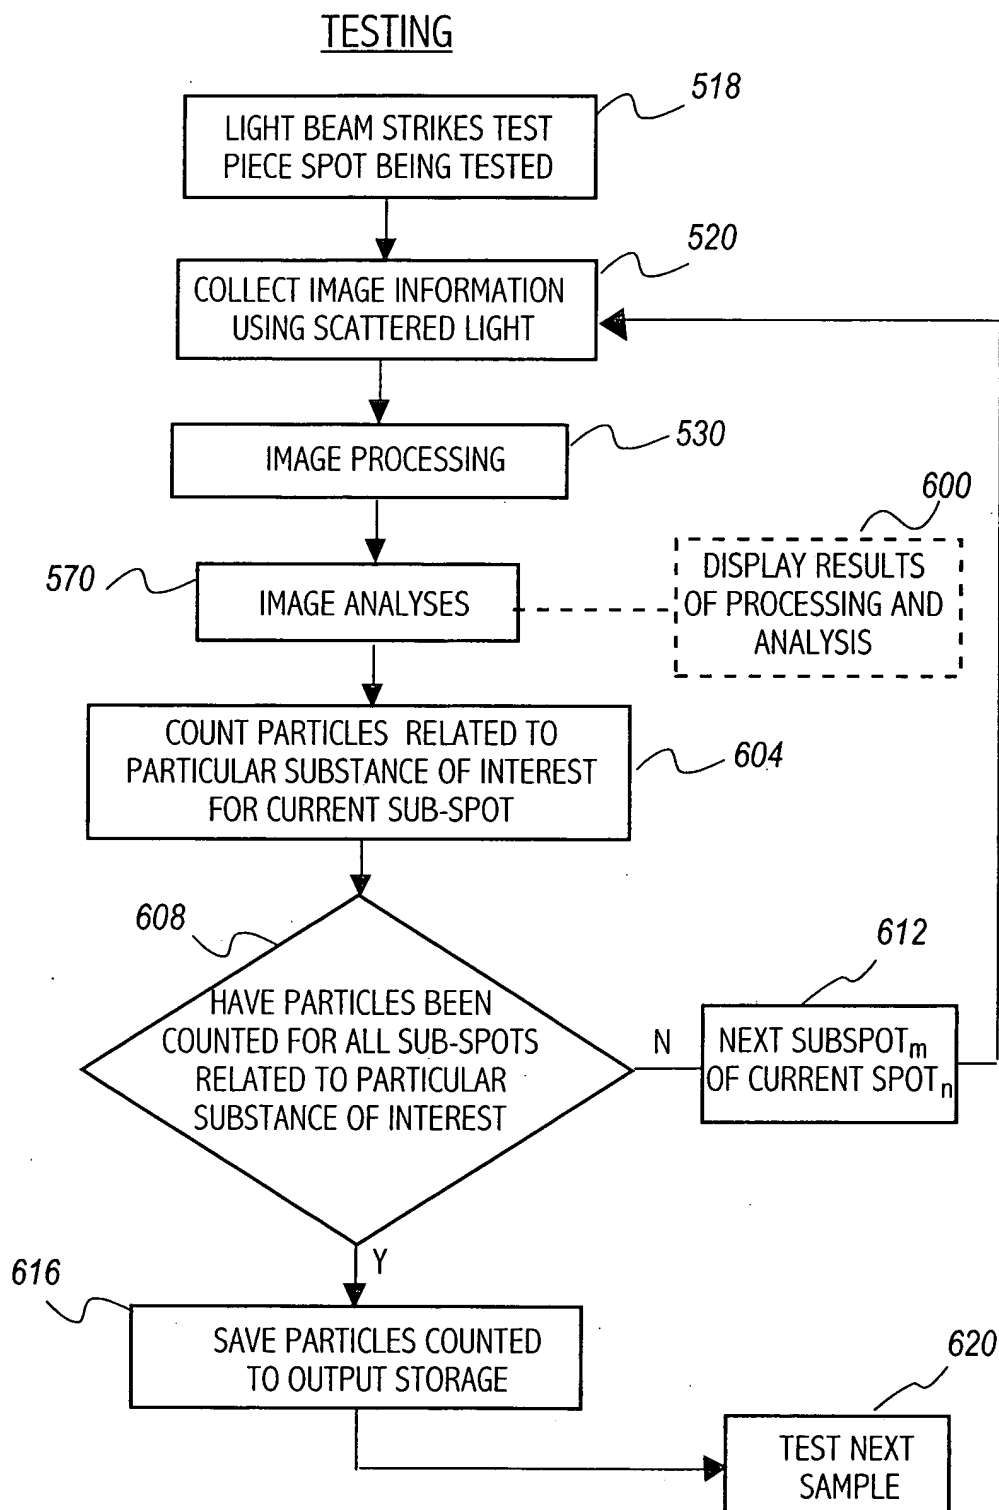 TESTING
518
LIGHT BEAM STRIKES TEST
PIECE SPOT BEING TESTED
520
COLLECT IMAGE INFORMATION
USING SCATTERED LIGHT
530
IMAGE PROCESSING
600
DISPLAY RESULTS
OF PROCESSING AND
ANALYSIS
570
IMAGE ANALYSES
COUNT PARTICLES RELATED TO
PARTICULAR SUBSTANCE OF INTEREST
FOR CURRENT SUB-SPOT
604
608
HAVE PARTICLES BEEN
COUNTED FOR ALL SUB-SPOTS
RELATED TO PARTICULAR
SUBSTANCE OF INTEREST
N
612
NEXT SUBSPOTm
OF CURRENT SPOTn
Y
616
SAVE PARTICLES COUNTED
TO OUTPUT STORAGE
620
TEST NEXT
SAMPLE